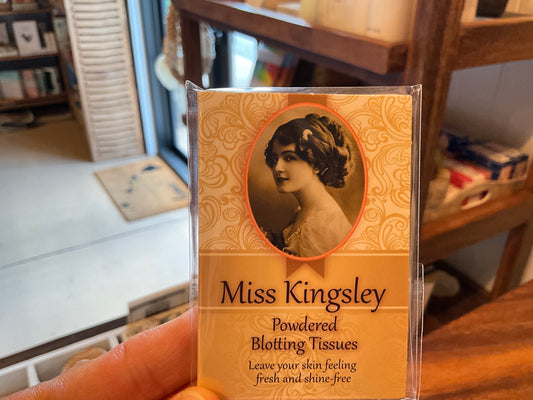 Miss Kingsley
Powdered
Blotting Tissues
Leave your skin feeling
fresh and shine-free